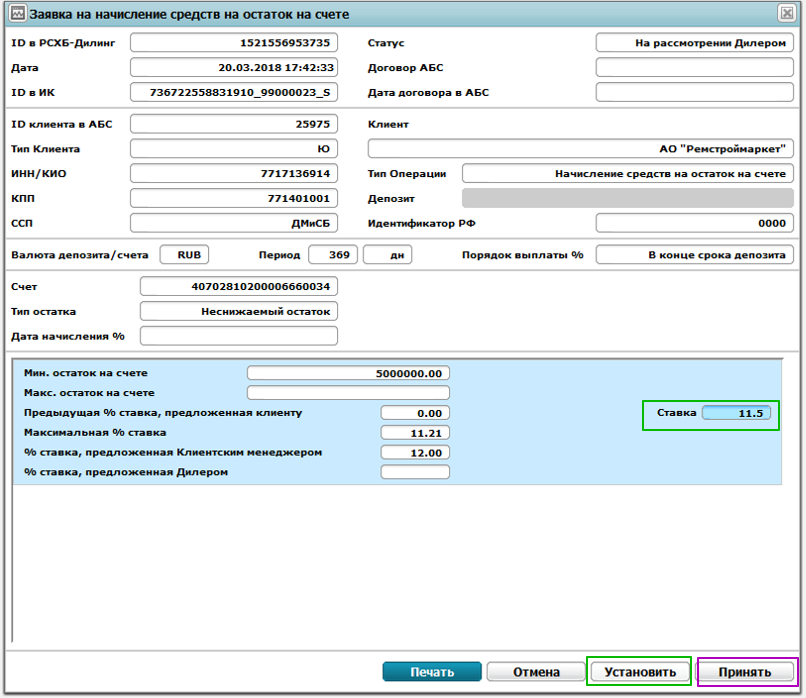 Заявка на начисление средств на остаток на счете
ID в РСХБ-Дилинг 1521556953735 Статус На рассмотрении Дилером
Дата 20.03.2018 17:42:33 Договор АБС
ID в ИК 736722558831910_99000023_S Дата договора в АБС
ID клиента в АБС 25975 Клиент
Тип Клиента Ю АО "Ремстроймаркет"
ИНН/КИО 7717136914 Тип Операции Начисление средств на остаток на счете
КПП 771401001 Депозит
ССП ДМиСБ Идентификатор РФ 0000
Валюта депозита/счета RUB Период 369 дн Порядок выплаты % В конце срока депозита
Счет 40702810200006660034
Тип остатка Неснижаемый остаток
Дата начисления %
Мин. остаток на счете 5000000.00
Макс. остаток на счете
Предыдущая % ставка, предложенная клиенту 0.00 Ставка 11.5
Максимальная % ставка 11.21
% ставка, предложенная Клиентским менеджером 12.00
% ставка, предложенная Дилером
Печать Отмена Установить Принять